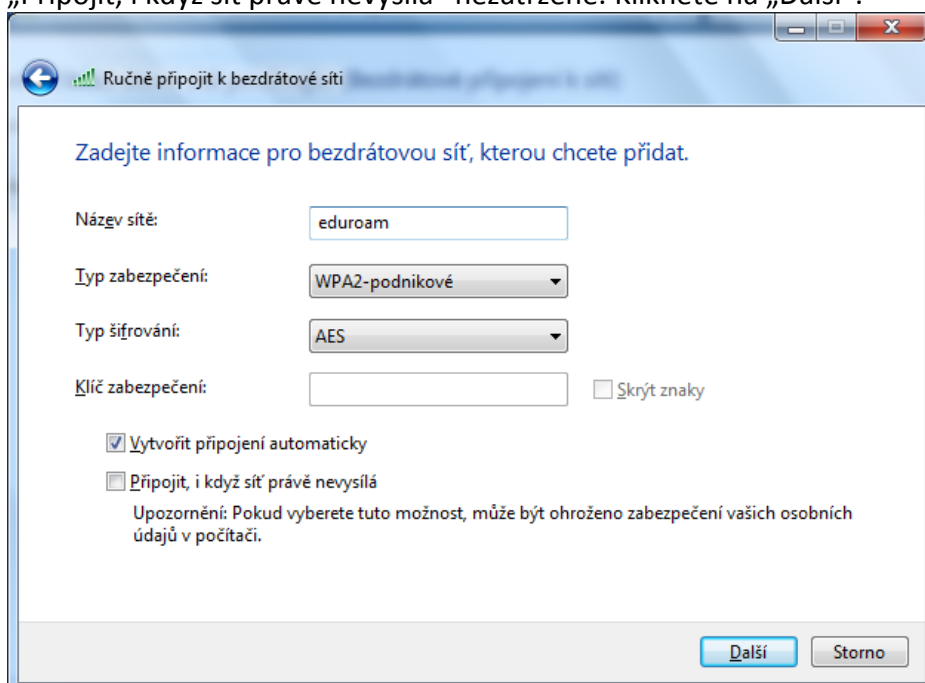 „Připojit, i když síť právě nevysílá“ nezatržené. Klikněte na „Další“.
Ručně připojit k bezdrátové síti
Zadejte informace pro bezdrátovou síť, kterou chcete přidat.
Název sítě: eduroam
Typ zabezpečení: WPA2-podnikové
Typ šifrování: AES
Klíč zabezpečení: Skrýt znaky
Vytvořit připojení automaticky
Připojit, i když síť právě nevysílá
Upozornění: Pokud vyberete tuto možnost, může být ohroženo zabezpečení vašich osobních
údajů v počítači.
Další Storno